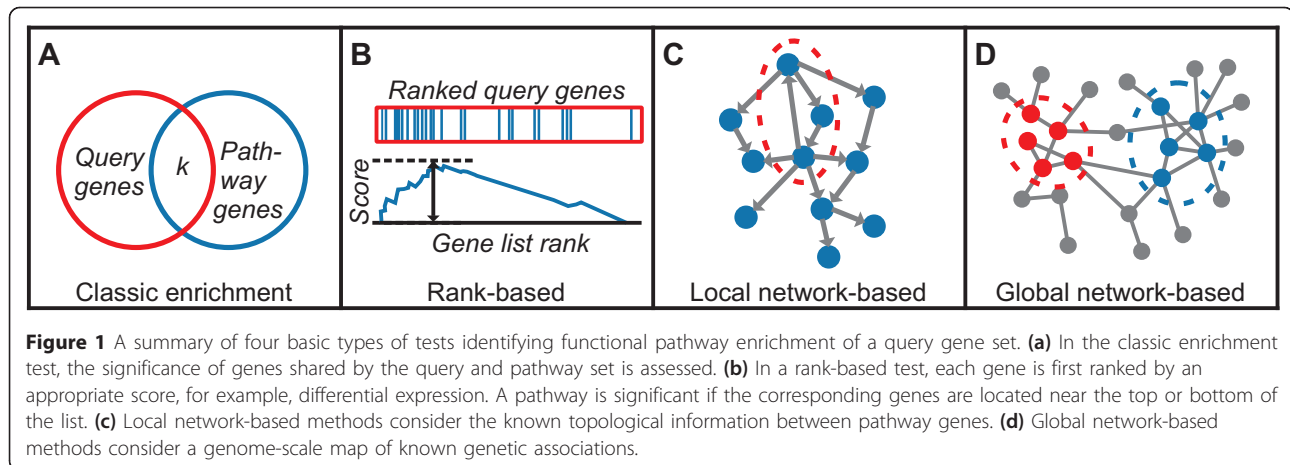 A
Query
genes
k
Path-
way
genes
Classic enrichment
B
Ranked query genes
Score
Gene list rank
Rank-based
C
Local network-based
D
Global network-based
Figure 1 A summary of four basic types of tests identifying functional pathway enrichment of a query gene set. (a) In the classic enrichment
test, the significance of genes shared by the query and pathway set is assessed. (b) In a rank-based test, each gene is first ranked by an
appropriate score, for example, differential expression. A pathway is significant if the corresponding genes are located near the top or bottom of
the list. (c) Local network-based methods consider the known topological information between pathway genes. (d) Global network-based
methods consider a genome-scale map of known genetic associations.